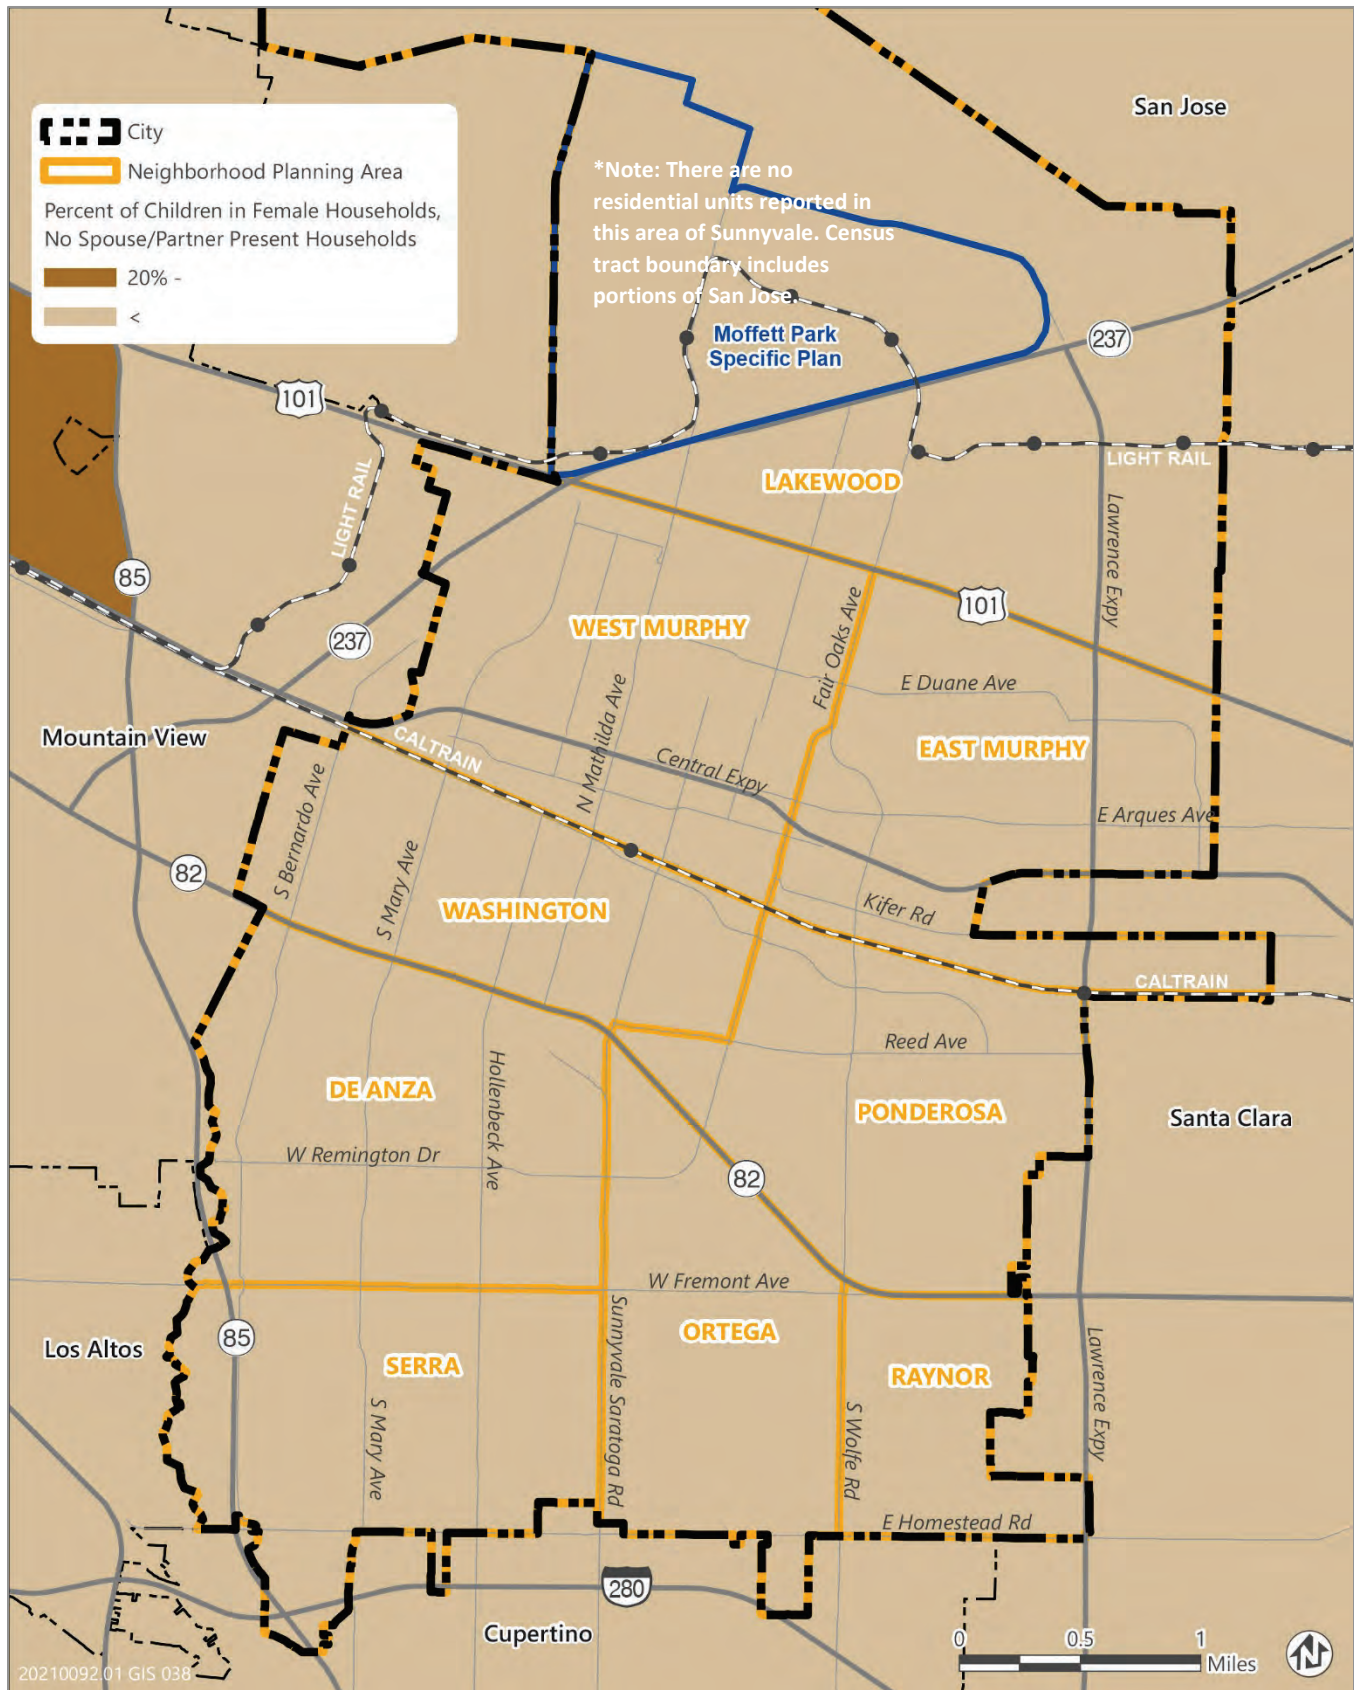 San Jose
City
Neighborhood Planning Area
Percent of Children in Female Households,
No Spouse/Partner Present Households
20% -
<
*Note: There are no
residential units reported in
this area of Sunnyvale. Census
tract boundary includes
portions of San Jose.
Moffett Park
Specific Plan
237
101
LIGHT RAIL
LAKEWOOD
LIGHT RAIL
Lawrence Expy
85
237
101
WEST MURPHY
Fair Oaks Ave
E Duane Ave
Mountain View
CALTRAIN
N Mathilda Ave
EAST MURPHY
Central Expy
S Bernardo Ave
E Arques Ave
82
S Mary Ave
WASHINGTON
Kifer Rd
CALTRAIN
Reed Ave
Hollenbeck Ave
DE ANZA
PONDEROSA
Santa Clara
W Remington Dr
82
W Fremont Ave
Sunnyvale Saratoga Rd
ORTEGA
85
Los Altos
SERRA
RAYNOR
Lawrence Expy
S Mary Ave
S Wolfe Rd
E Homestead Rd
280
Cupertino
0 0.5 1
Miles
N
20210092.01 GIS 038